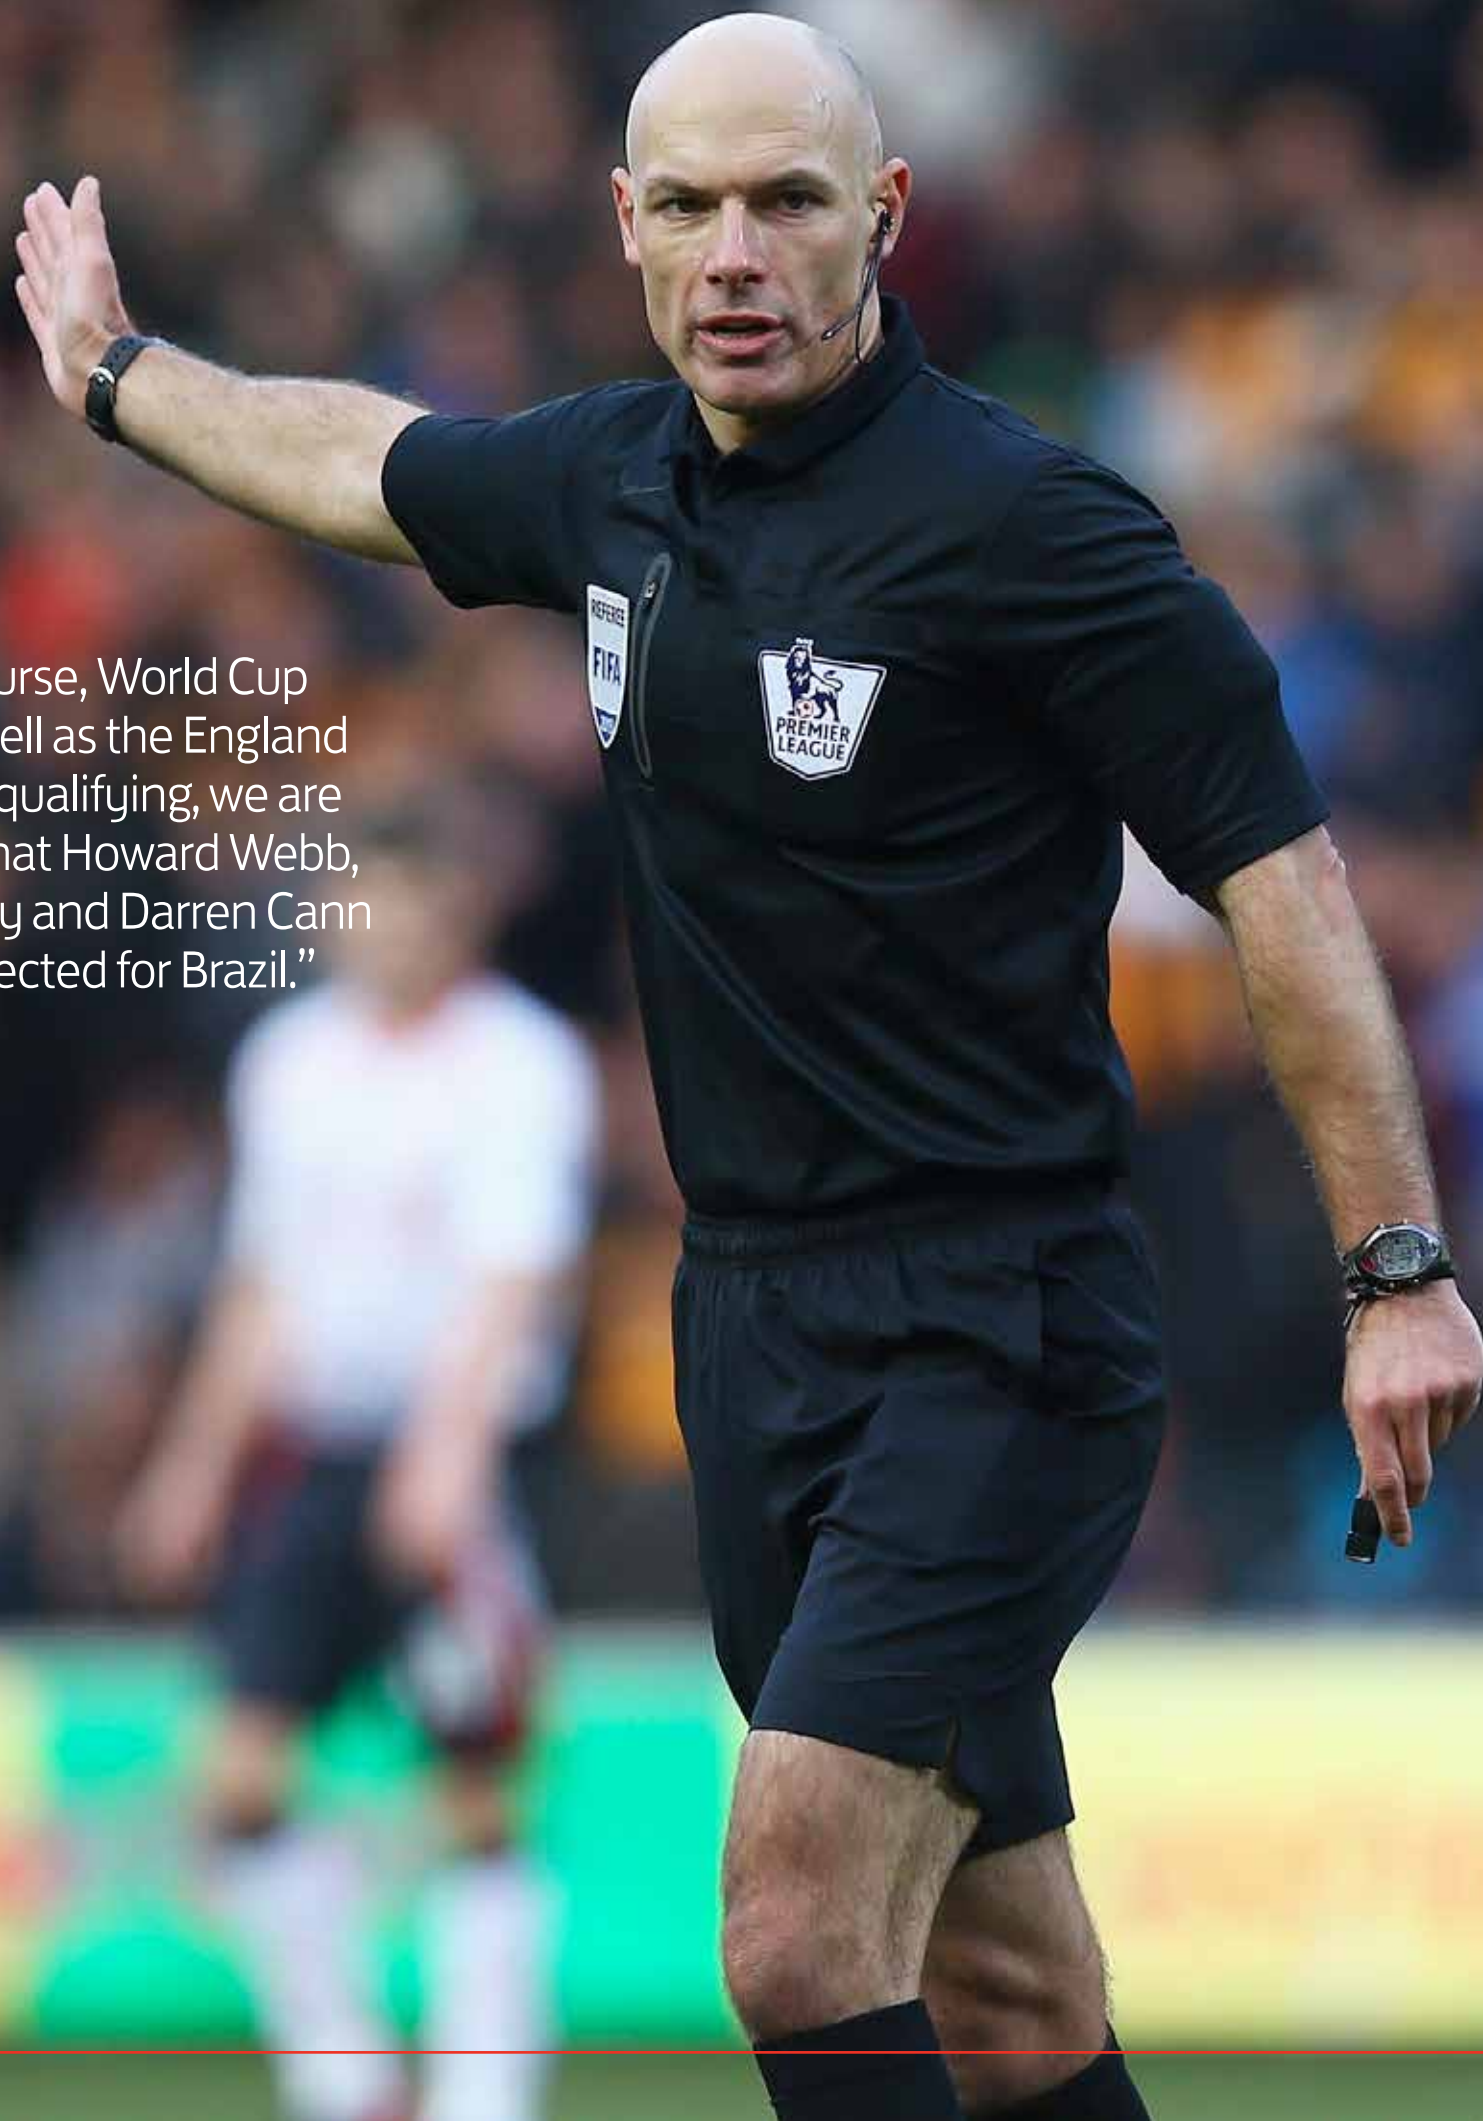 urse, World Cup
ell as the England
qualifying, we are
hat Howard Webb,
y and Darren Cann
ected for Brazil.”
REFEREE
FIFA
PREMIER
LEAGUE